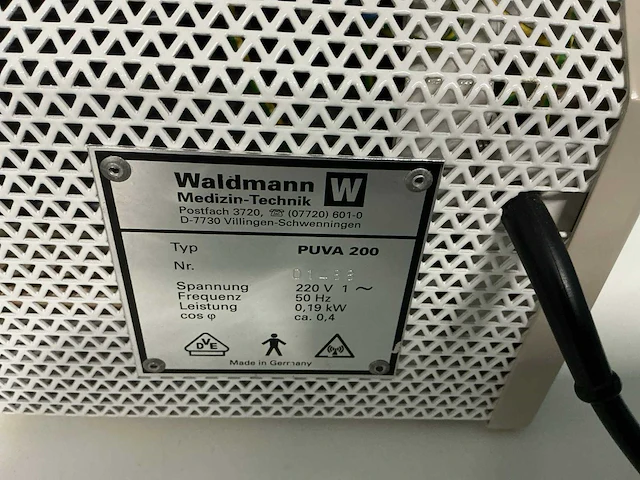 Waldmann W
Medizin-Technik
Postfach 3720, ☏ (07720) 601-0
D-7730 Villingen-Schwenningen
Typ PUVA 200
Nr.
Spannung 220 V 1 ~
Frequenz 50 Hz
Leistung 0,19 kW
cos φ ca. 0,4
DVE
Made in Germany